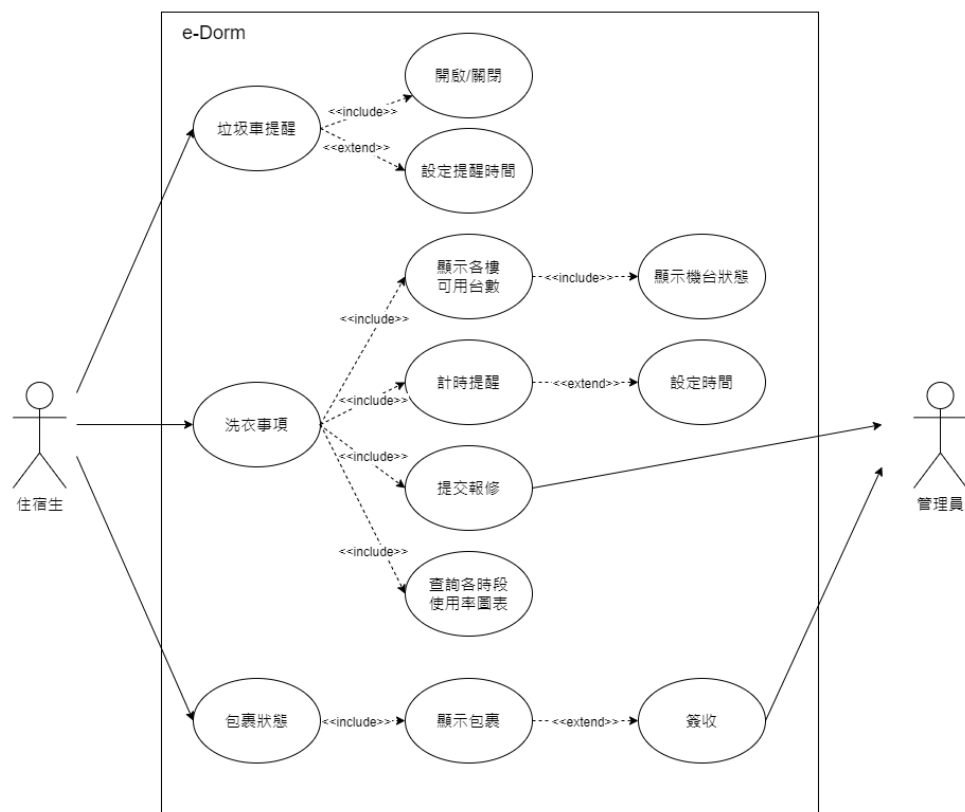 e-Dorm
開啟/關閉
<<include>>
垃圾車提醒
<<extend>>
設定提醒時間
顯示各樓
可用台數
<<include>>
顯示機台狀態
<<include>>
計時提醒
<<extend>>
設定時間
<<include>>
洗衣事項
<<include>>
提交報修
住宿生
管理員
<<include>>
查詢各時段
使用率圖表
包裹狀態
<<include>>
顯示包裹
<<extend>>
簽收